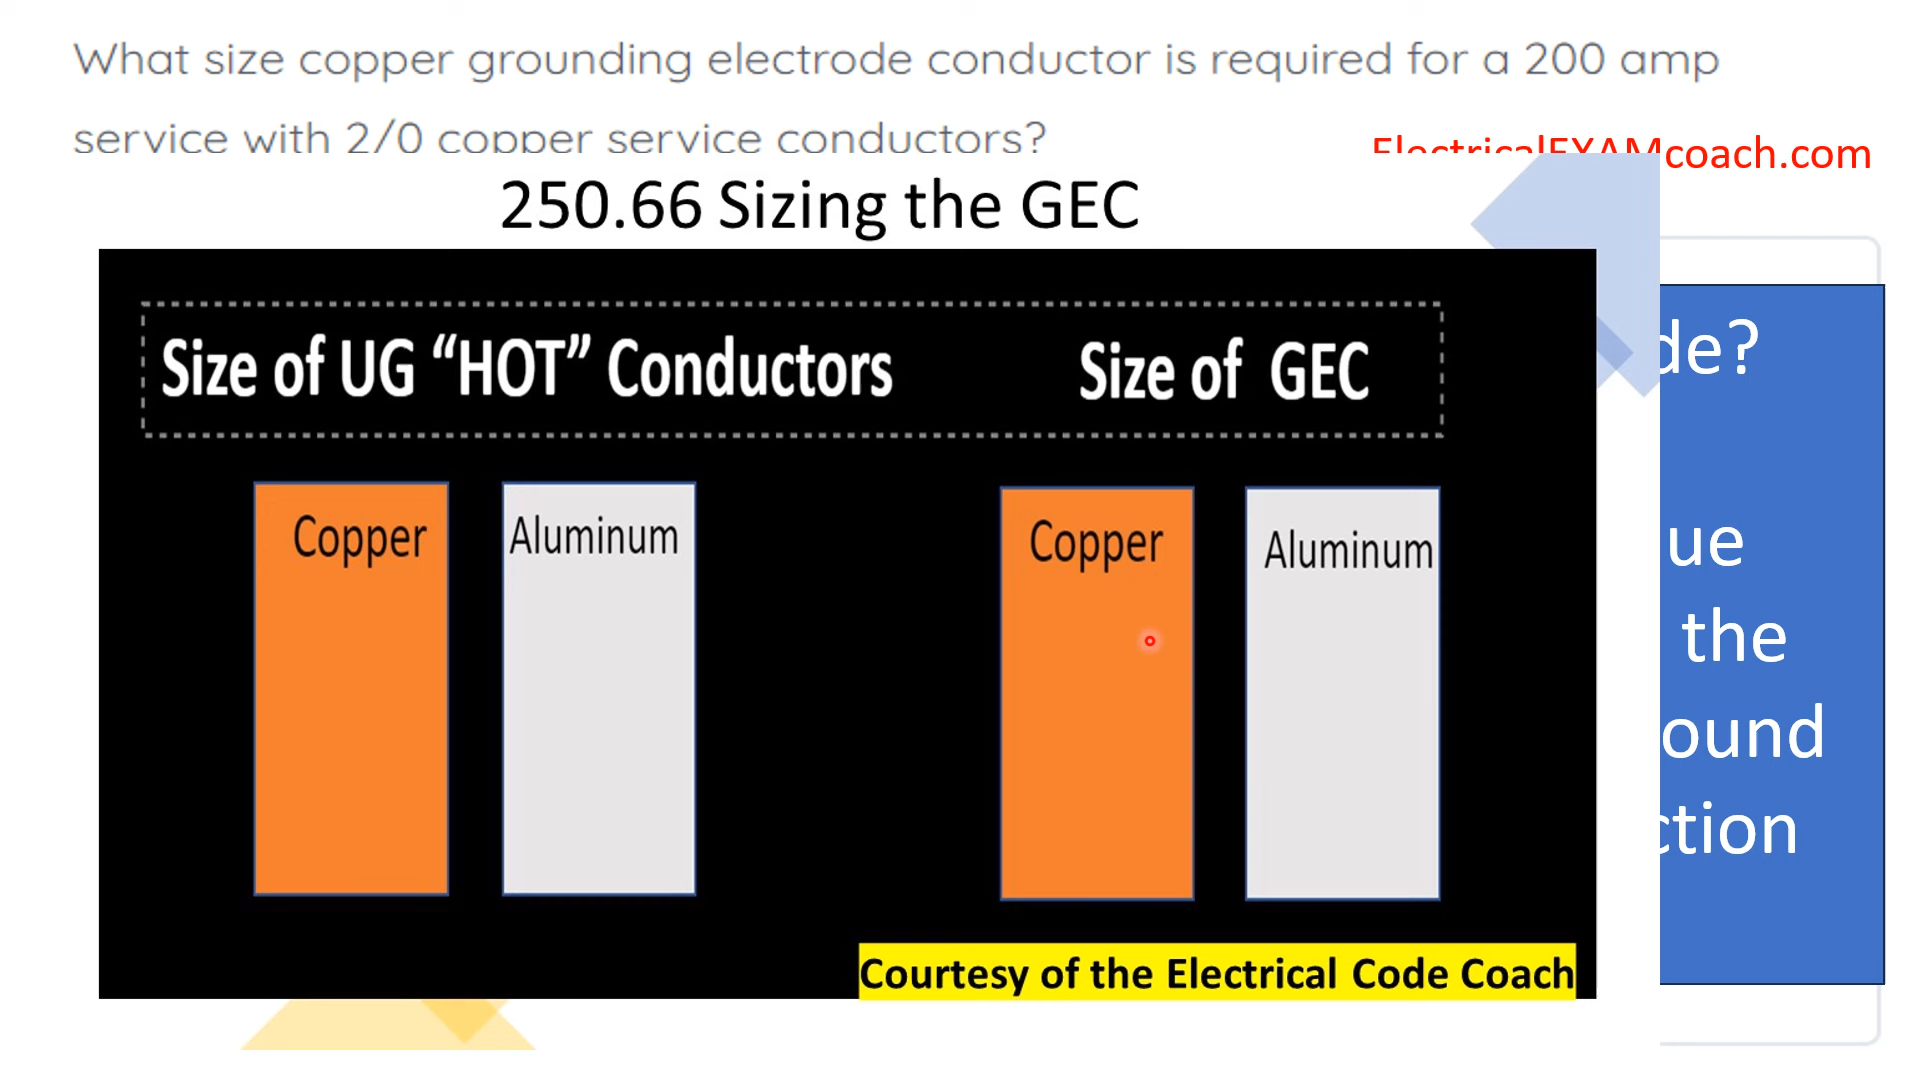 What size copper grounding electrode conductor is required for a 200 amp
service with 2/0 copper service conductors?
ElectricalEXAMcoach.com
250.66 Sizing the GEC
Size of UG “HOT” Conductors
Size of GEC
Copper
Aluminum
Copper
Aluminum
Courtesy of the Electrical Code Coach
de?
ue
the
ound
ction